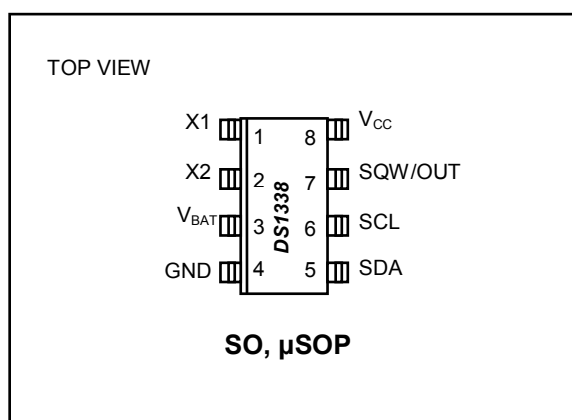 TOP VIEW
X1 1 8 VCC
X2 2 7 SQW/OUT
VBAT 3 6 SCL
GND 4 5 SDA
DS1338
SO, µSOP